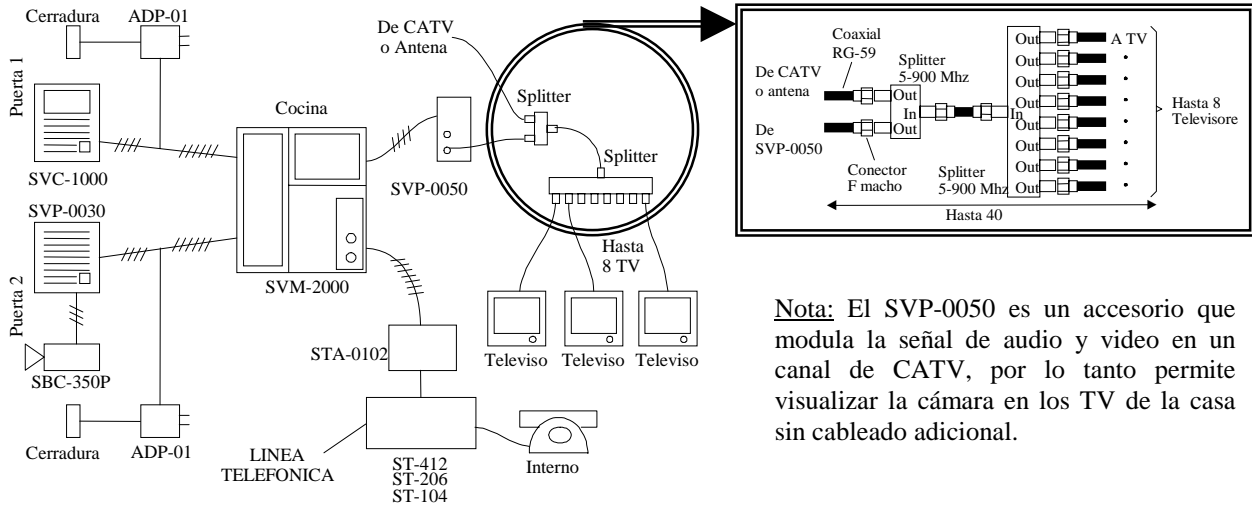 Cerradura
ADP-01
Puerta 1
SVC-1000
SVP-0030
Puerta 2
SBC-350P
Cerradura
ADP-01
Cocina
SVM-2000
De CATV
o Antena
Splitter
SVP-0050
Splitter
Hasta
8 TV
Televiso
Televiso
Televiso
STA-0102
LINEA
TELEFONICA
ST-412
ST-206
ST-104
Interno
Coaxial
RG-59
De CATV
o antena
Splitter
5-900 Mhz
Out
In
Out
De
SVP-0050
Conector
F macho
Splitter
5-900 Mhz
In
Out
A TV
Out
Out
Out
Out
Out
Out
Out
Hasta 8
Televisore
Hasta 40
Nota: El SVP-0050 es un accesorio que
modula la señal de audio y video en un
canal de CATV, por lo tanto permite
visualizar la cámara en los TV de la casa
sin cableado adicional.